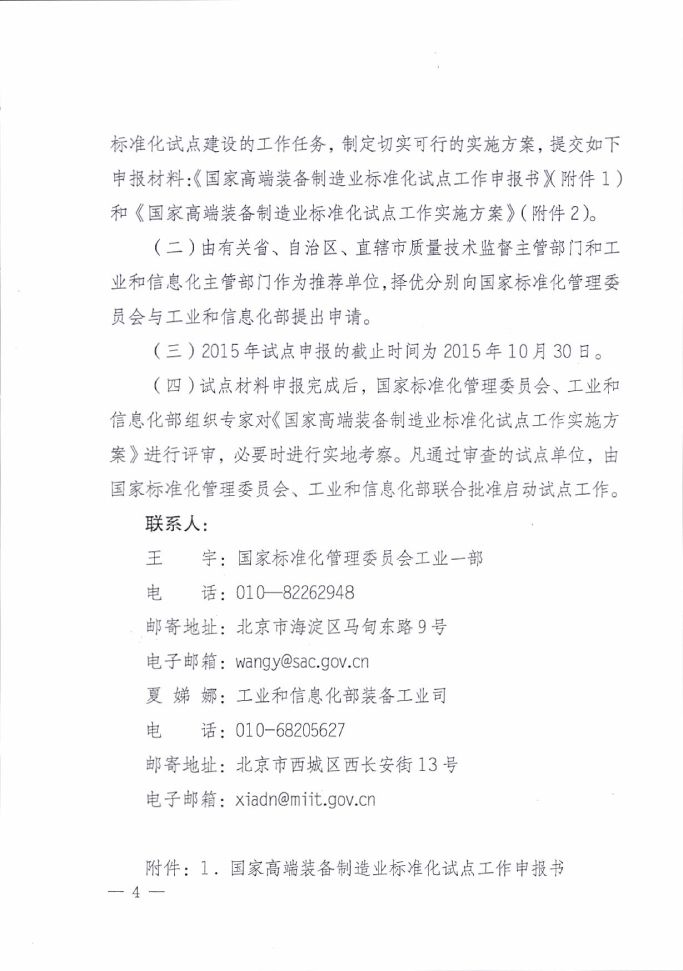 标准化试点建设的工作任务，制定切实可行的实施方案，提交如下
申报材料：《国家高端装备制造业标准化试点工作申报书》（附件1）
和《国家高端装备制造业标准化试点工作实施方案》（附件2）。
（二）由有关省、自治区、直辖市质量技术监督主管部门和工
业和信息化主管部门作为推荐单位，择优分别向国家标准化管理委
员会与工业和信息化部提出申请。
（三）2015年试点申报的截止时间为2015年10月30日。
（四）试点材料申报完成后，国家标准化管理委员会、工业和
信息化部组织专家对《国家高端装备制造业标准化试点工作实施方
案》进行评审，必要时进行实地考察。凡通过审查的试点单位，由
国家标准化管理委员会、工业和信息化部联合批准启动试点工作。
联系人：
王　　宇：国家标准化管理委员会工业一部
电　　话：010—82262948
邮寄地址：北京市海淀区马甸东路9号
电子邮箱：wangy@sac.gov.cn
夏 娣 娜：工业和信息化部装备工业司
电　　话：010-68205627
邮寄地址：北京市西城区西长安街13号
电子邮箱：xiadn@miit.gov.cn
附件：1．国家高端装备制造业标准化试点工作申报书
— 4 —